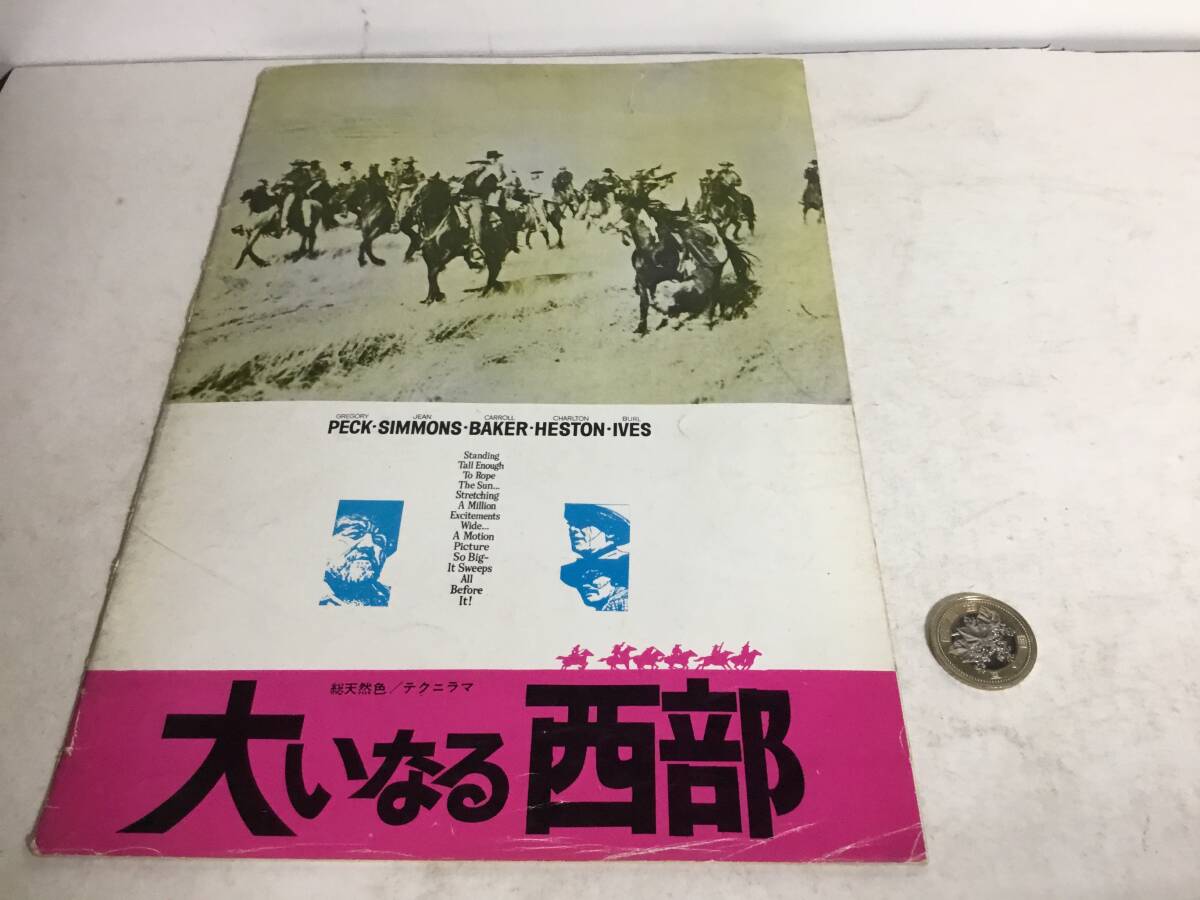 GREGORY JEAN CARROLL CHARLTON BURL
PECK·SIMMONS·BAKER·HESTON·IVES
Standing
Tall Enough
To Rope
The Sun...
Stretching
A Million
Excitements
Wide...
A Motion
Picture
So Big-
It Sweeps
All
Before
It!
総天然色/テクニラマ
大いなる西部